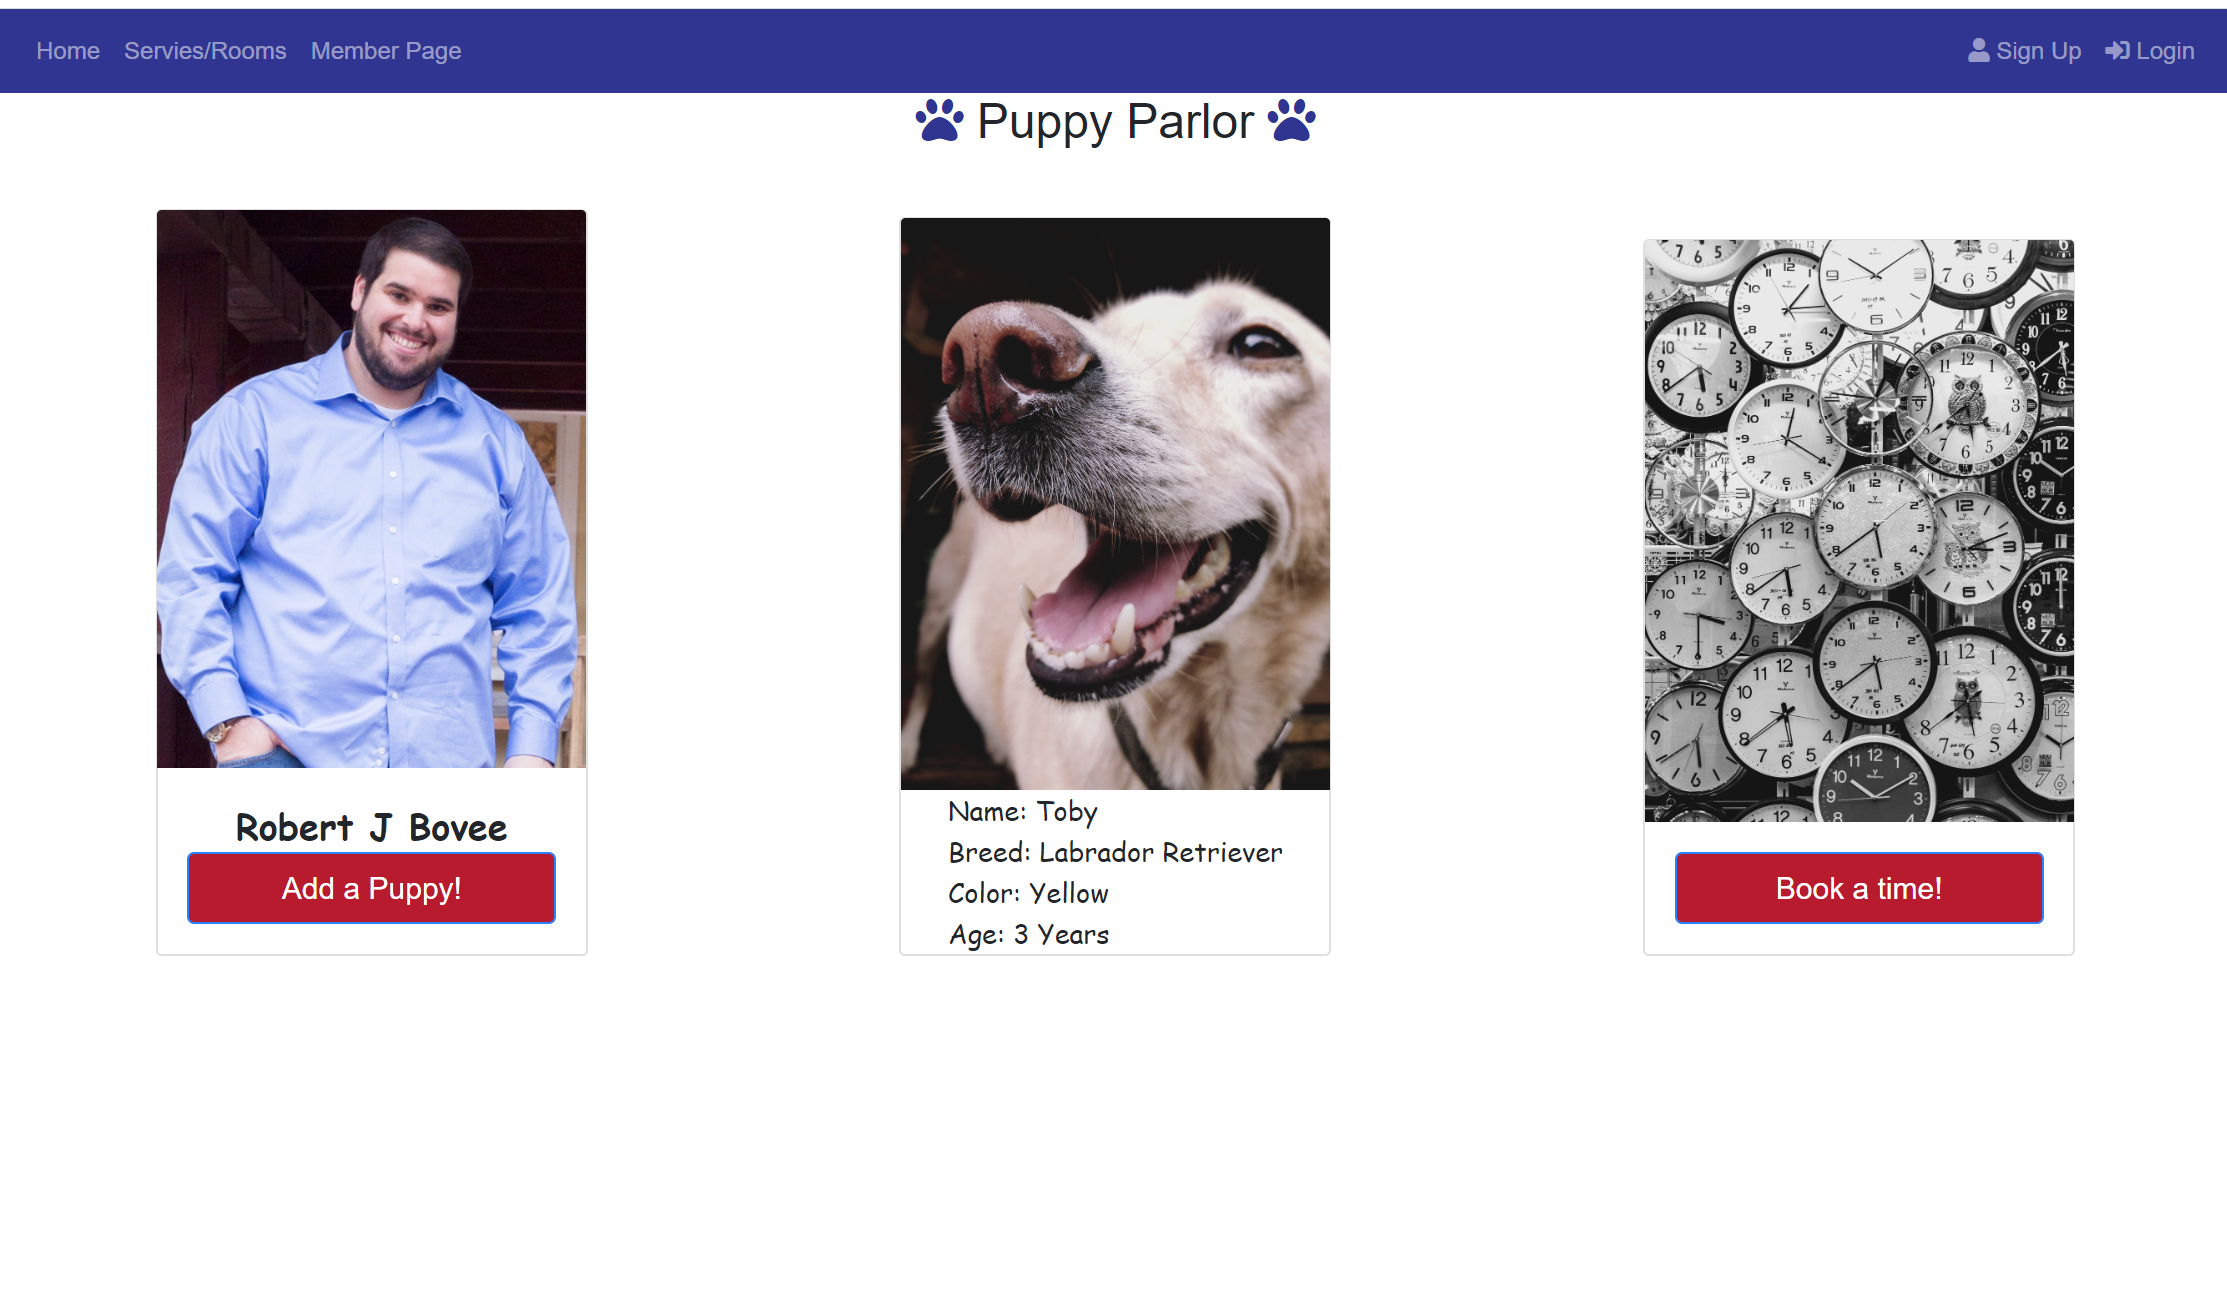 Home Servies/Rooms Member Page Sign Up Login
Puppy Parlor
Robert J Bovee
Add a Puppy!
Name: Toby
Breed: Labrador Retriever
Color: Yellow
Age: 3 Years
Book a time!